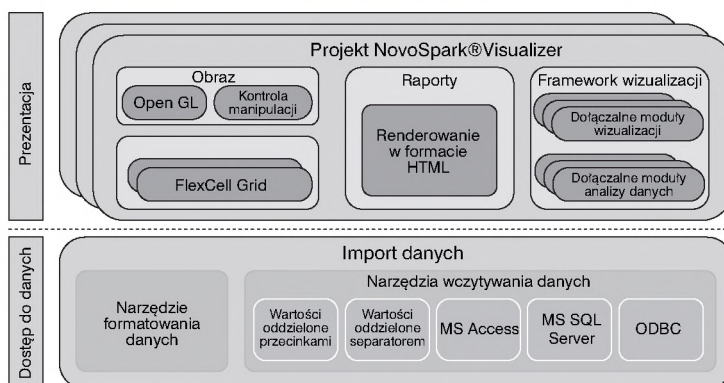 Prezentacja
Projekt NovoSpark®Visualizer
Obraz
Open GL
Kontrola
manipulacji
FlexCell Grid
Raporty
Renderowanie
w formacie
HTML
Framework wizualizacji
Dołączalne moduły
wizualizacji
Dołączalne moduły
analizy danych
Dostęp do danych
Import danych
Narzędzie
formatowania
danych
Narzędzia wczytywania danych
Wartości
oddzielone
przecinkami
Wartości
oddzielone
separatorem
MS Access
MS SQL
Server
ODBC